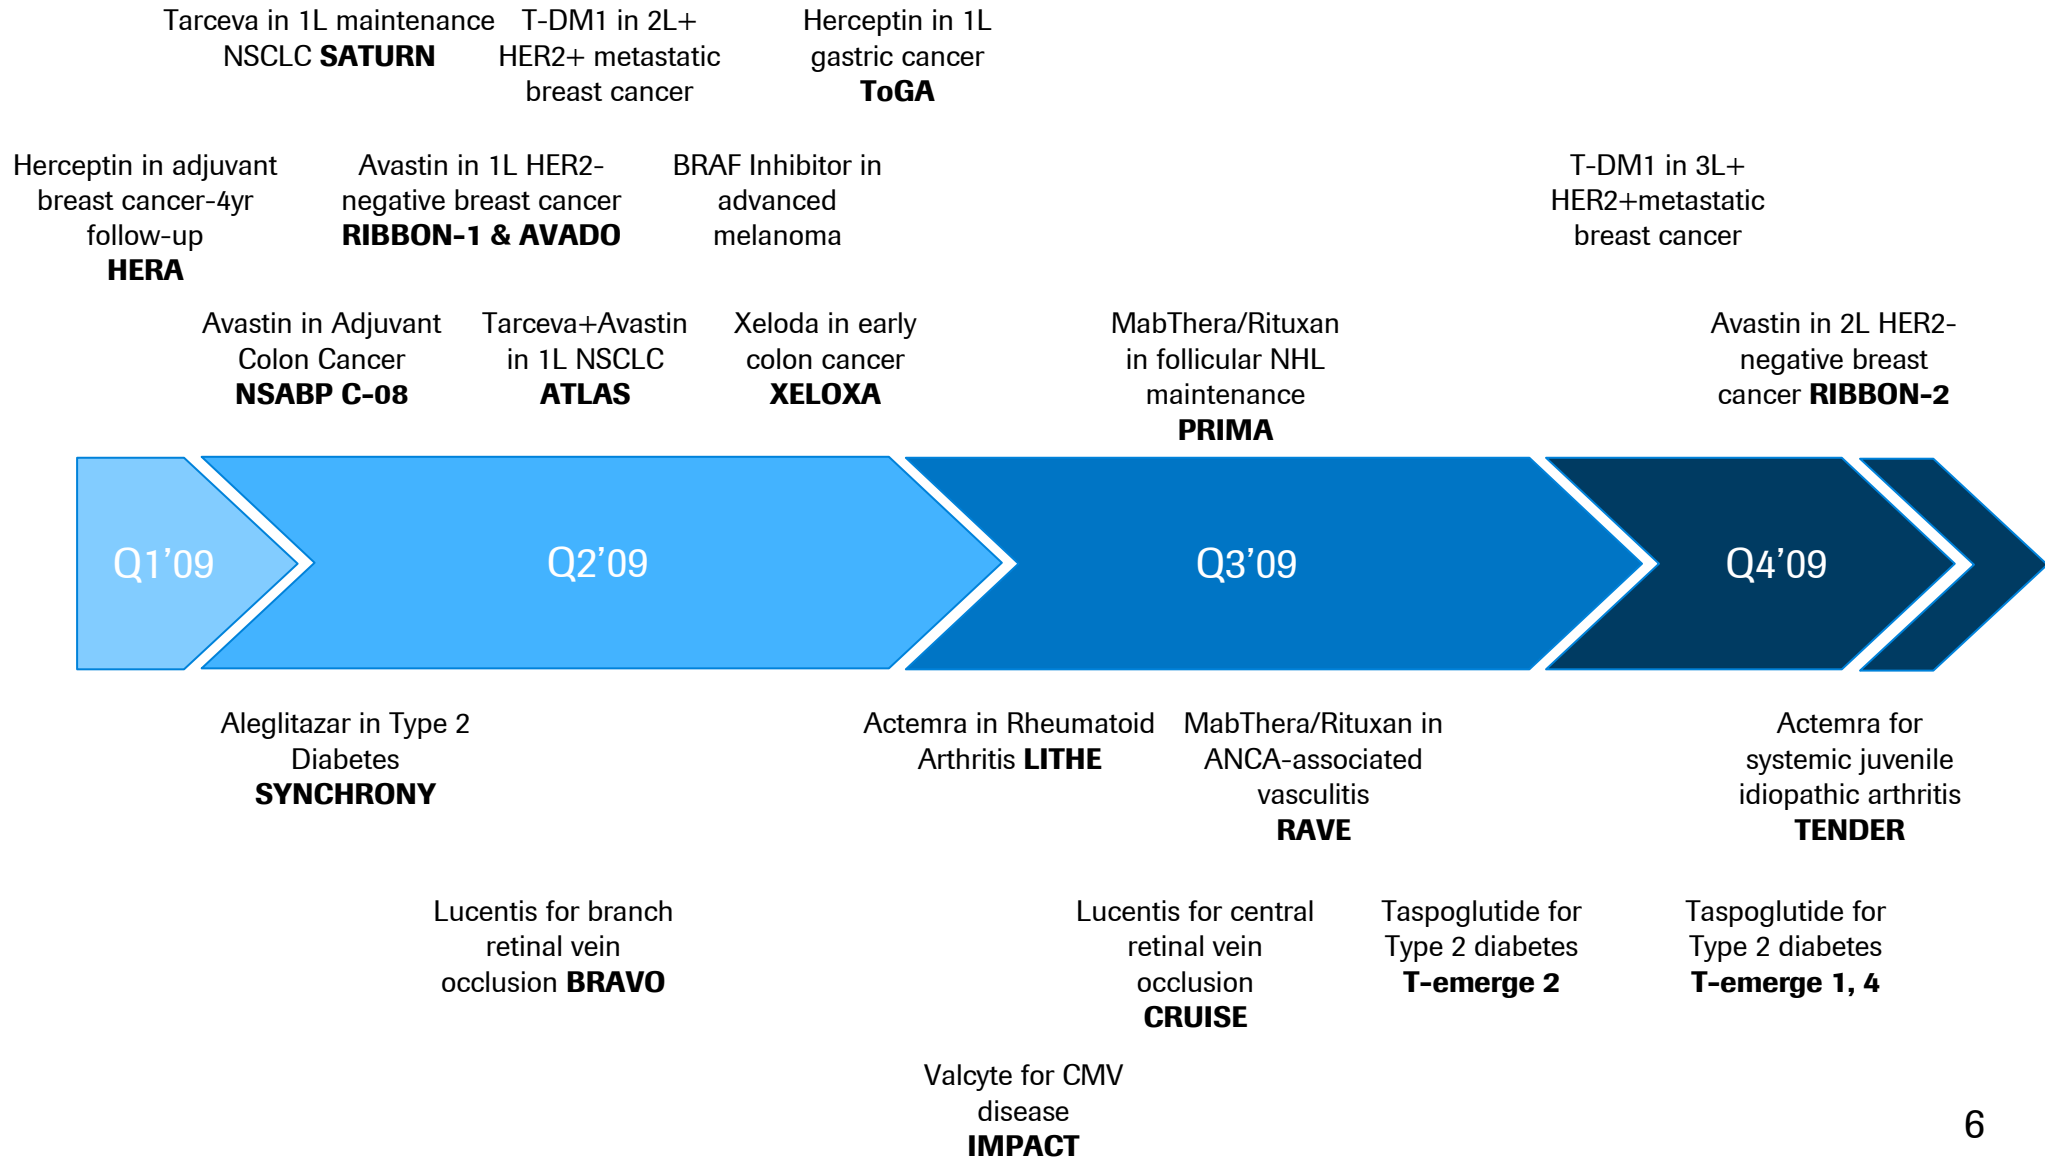 Tarceva in 1L maintenance
NSCLC SATURN
T-DM1 in 2L+
HER2+ metastatic
breast cancer
Herceptin in 1L
gastric cancer
ToGA
Herceptin in adjuvant
breast cancer-4yr
follow-up
HERA
Avastin in 1L HER2-
negative breast cancer
RIBBON-1 & AVADO
BRAF Inhibitor in
advanced
melanoma
T-DM1 in 3L+
HER2+metastatic
breast cancer
Avastin in Adjuvant
Colon Cancer
NSABP C-08
Tarceva+Avastin
in 1L NSCLC
ATLAS
Xeloda in early
colon cancer
XELOXA
MabThera/Rituxan
in follicular NHL
maintenance
PRIMA
Avastin in 2L HER2-
negative breast
cancer RIBBON-2
Q1’09
Q2’09
Q3’09
Q4’09
Aleglitazar in Type 2
Diabetes
SYNCHRONY
Actemra in Rheumatoid
Arthritis LITHE
MabThera/Rituxan in
ANCA-associated
vasculitis
RAVE
Actemra for
systemic juvenile
idiopathic arthritis
TENDER
Lucentis for branch
retinal vein
occlusion BRAVO
Lucentis for central
retinal vein
occlusion
CRUISE
Taspoglutide for
Type 2 diabetes
T-emerge 2
Taspoglutide for
Type 2 diabetes
T-emerge 1, 4
Valcyte for CMV
disease
IMPACT
6